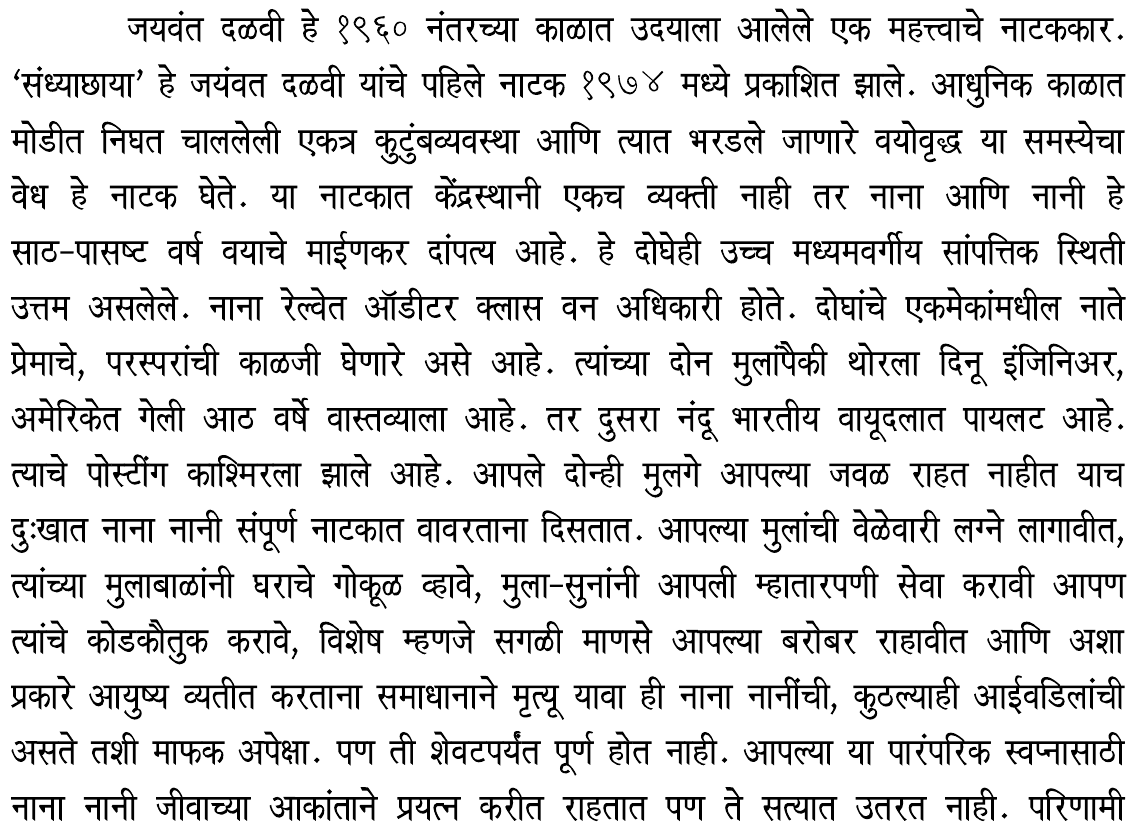 जयवंत दळवी हे १९६० नंतरच्या काळात उदयाला आलेले एक महत्त्वाचे नाटककार.
‘संध्याछाया’ हे जयंवत दळवी यांचे पहिले नाटक १९७४ मध्ये प्रकाशित झाले. आधुनिक काळात
मोडीत निघत चाललेली एकत्र कुटुंबव्यवस्था आणि त्यात भरडले जाणारे वयोवृद्ध या समस्येचा
वेध हे नाटक घेते. या नाटकात केंद्रस्थानी एकच व्यक्ती नाही तर नाना आणि नानी हे
साठ-पासष्ट वर्ष वयाचे माईणकर दांपत्य आहे. हे दोघेही उच्च मध्यमवर्गीय सांपत्तिक स्थिती
उत्तम असलेले. नाना रेल्वेत ऑडीटर क्लास वन अधिकारी होते. दोघांचे एकमेकांमधील नाते
प्रेमाचे, परस्परांची काळजी घेणारे असे आहे. त्यांच्या दोन मुलांपैकी थोरला दिनू इंजिनिअर,
अमेरिकेत गेली आठ वर्षे वास्तव्याला आहे. तर दुसरा नंदू भारतीय वायूदलात पायलट आहे.
त्याचे पोस्टींग काश्मिरला झाले आहे. आपले दोन्ही मुलगे आपल्या जवळ राहत नाहीत याच
दुःखात नाना नानी संपूर्ण नाटकात वावरताना दिसतात. आपल्या मुलांची वेळेवारी लग्ने लागावीत,
त्यांच्या मुलाबाळांनी घराचे गोकूळ व्हावे, मुला-सुनांनी आपली म्हातारपणी सेवा करावी आपण
त्यांचे कोडकौतुक करावे, विशेष म्हणजे सगळी माणसे आपल्या बरोबर राहावीत आणि अशा
प्रकारे आयुष्य व्यतीत करताना समाधानाने मृत्यू यावा ही नाना नानींची, कुठल्याही आईवडिलांची
असते तशी माफक अपेक्षा. पण ती शेवटपर्यंत पूर्ण होत नाही. आपल्या या पारंपरिक स्वप्नासाठी
नाना नानी जीवाच्या आकांताने प्रयत्न करीत राहतात पण ते सत्यात उतरत नाही. परिणामी